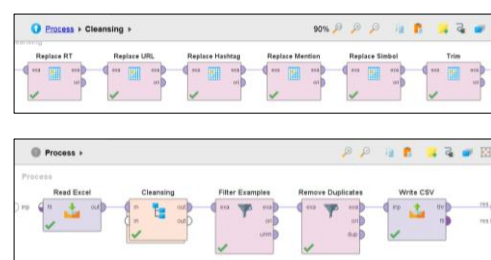 Process ▸ Cleansing ▸ 90%
Replace RT Replace URL Replace Hashtag Replace Mention Replace Simbol Trim
exa exa exa exa exa exa exa exa exa exa exa exa
ori ori ori ori ori ori
Process ▸
Process
Read Excel Cleansing Filter Examples Remove Duplicates Write CSV
inp fil out in out exa exa exa exa inp thr res
in out ori ori fil res
unm dup